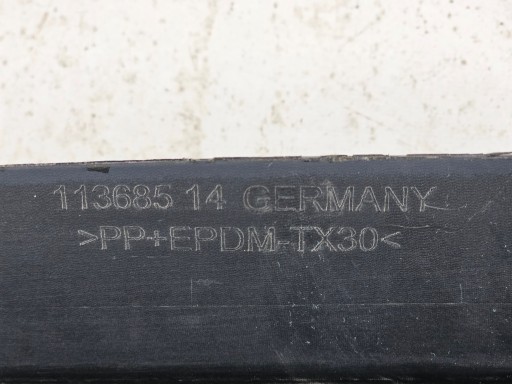 113685 14 GERMANY
>PP+EPDM-TX30<